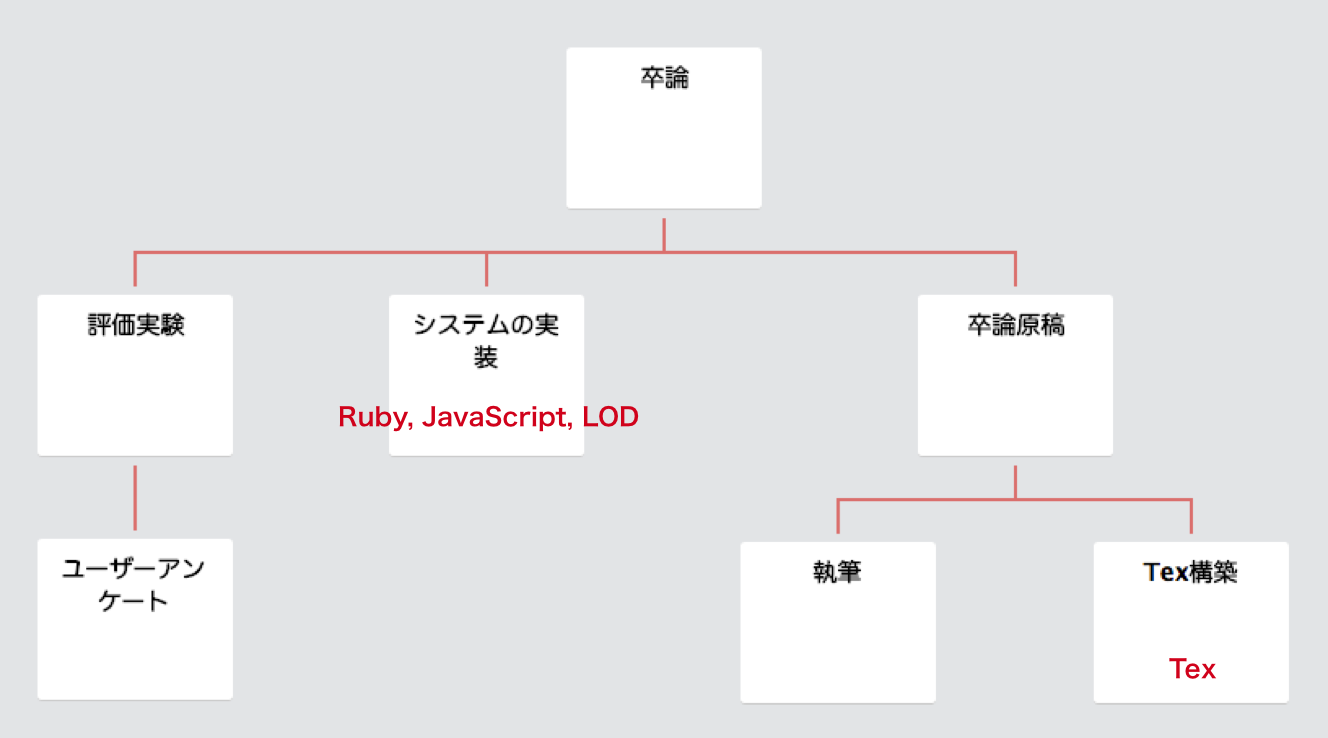 卒論
評価実験
システムの実
装
Ruby, JavaScript, LOD
卒論原稿
ユーザーアン
ケート
執筆
Tex構築
Tex